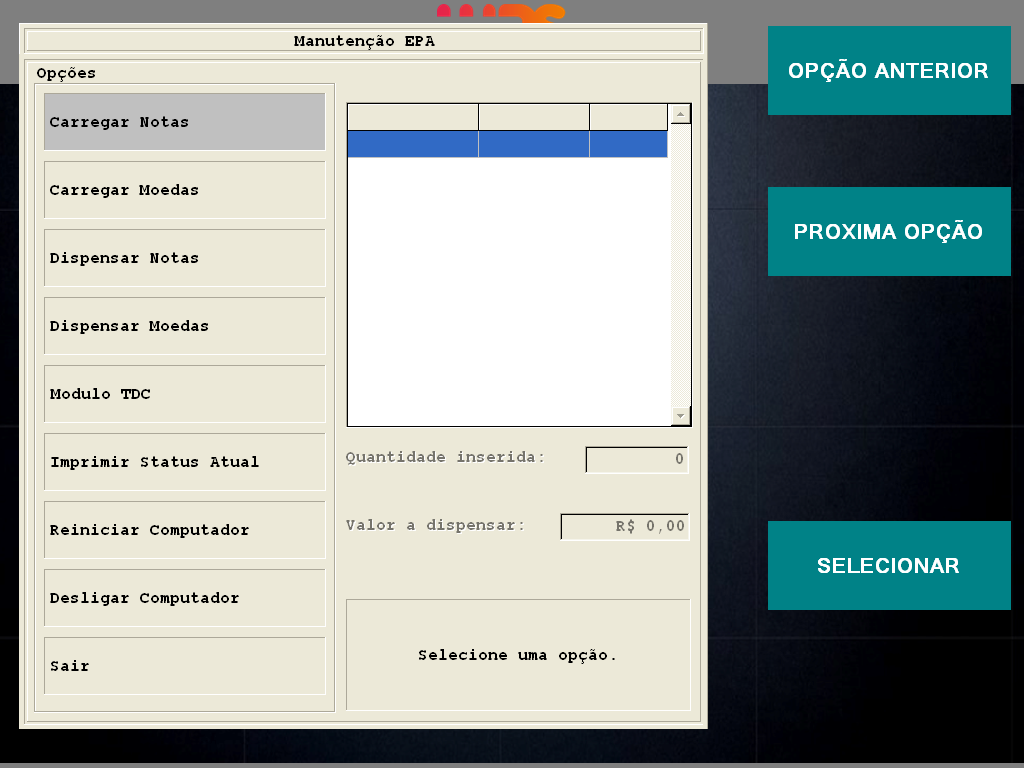 Manutenção EPA
Opções
Carregar Notas
Carregar Moedas
Dispensar Notas
Dispensar Moedas
Modulo TDC
Imprimir Status Atual
Reiniciar Computador
Desligar Computador
Sair
Quantidade inserida: 0
Valor a dispensar: R$ 0,00
Selecione uma opção.
OPÇÃO ANTERIOR
PROXIMA OPÇÃO
SELECIONAR